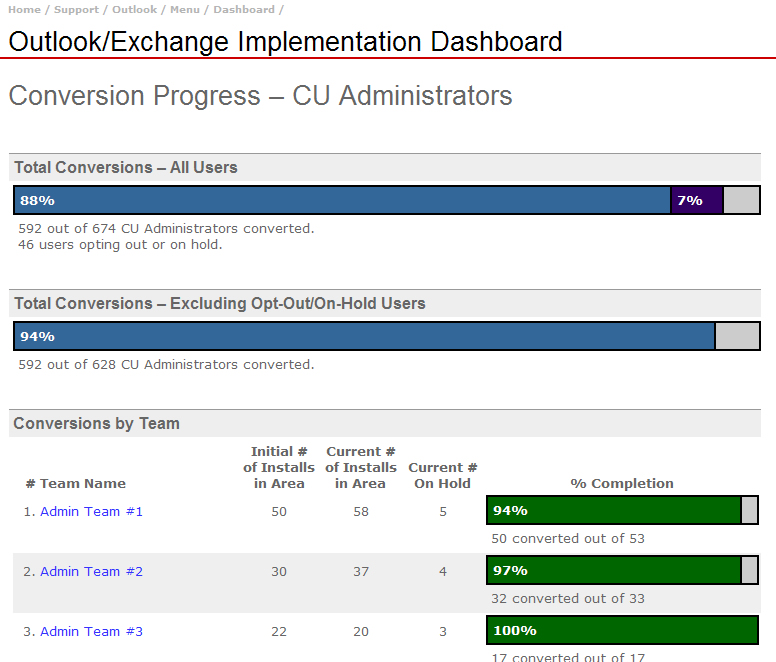 Home / Support / Outlook / Menu / Dashboard /
Outlook/Exchange Implementation Dashboard
Conversion Progress – CU Administrators
Total Conversions – All Users
88% 7%
592 out of 674 CU Administrators converted.
46 users opting out or on hold.
Total Conversions – Excluding Opt-Out/On-Hold Users
94%
592 out of 628 CU Administrators converted.
Conversions by Team
Initial # Current #
of Installs of Installs Current #
# Team Name in Area in Area On Hold % Completion
1. Admin Team #1 50 58 5 94%
50 converted out of 53
2. Admin Team #2 30 37 4 97%
32 converted out of 33
3. Admin Team #3 22 20 3 100%
17 converted out of 17